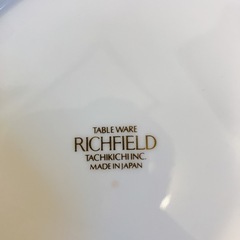 TABLE WARE
RICHFIELD
TACHIKICHI INC.
MADE IN JAPAN